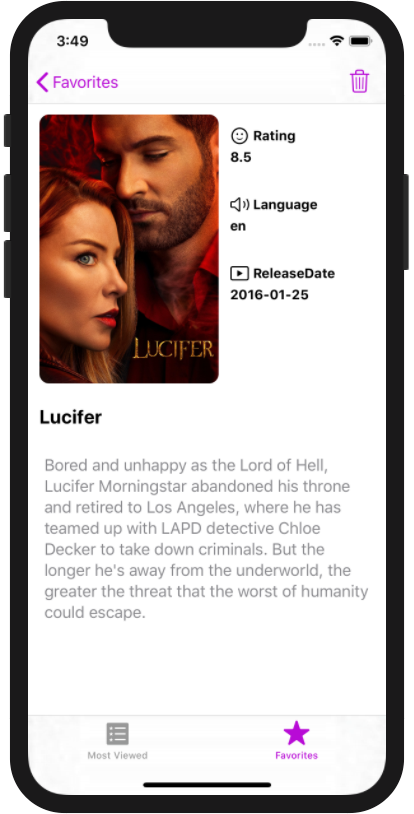 3:49
Favorites
Rating
8.5
Language
en
ReleaseDate
2016-01-25
LUCIFER
Lucifer
Bored and unhappy as the Lord of Hell,
Lucifer Morningstar abandoned his throne
and retired to Los Angeles, where he has
teamed up with LAPD detective Chloe
Decker to take down criminals. But the
longer he's away from the underworld, the
greater the threat that the worst of humanity
could escape.
Most Viewed
Favorites